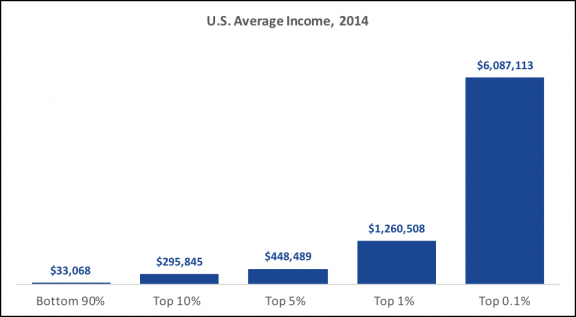 U.S. Average Income, 2014
$6,087,113
$1,260,508
$448,489
$295,845
$33,068
Bottom 90% Top 10% Top 5% Top 1% Top 0.1%